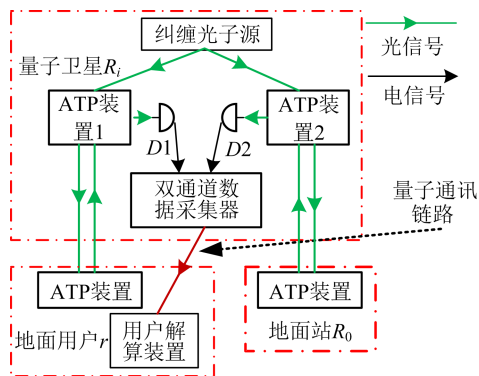 纠缠光子源
光信号
量子卫星Ri
电信号
ATP装
置1
ATP装
置2
D1
D2
双通道数
据采集器
量子通讯
链路
ATP装置
ATP装置
地面用户r
用户解
算装置
地面站R0